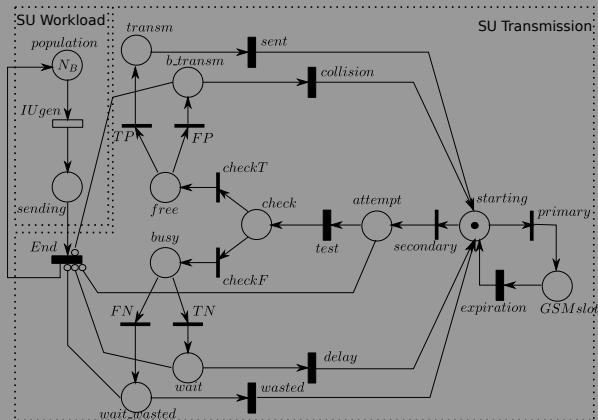 SU Workload
SU Transmission
transm
sent
population
b_transm
N_B
collision
IUgen
TP
FP
checkT
sending
free
check
attempt
starting
primary
End
busy
test
secondary
checkF
expiration
GSMslot
FN
TN
delay
wait
wasted
wait_wasted